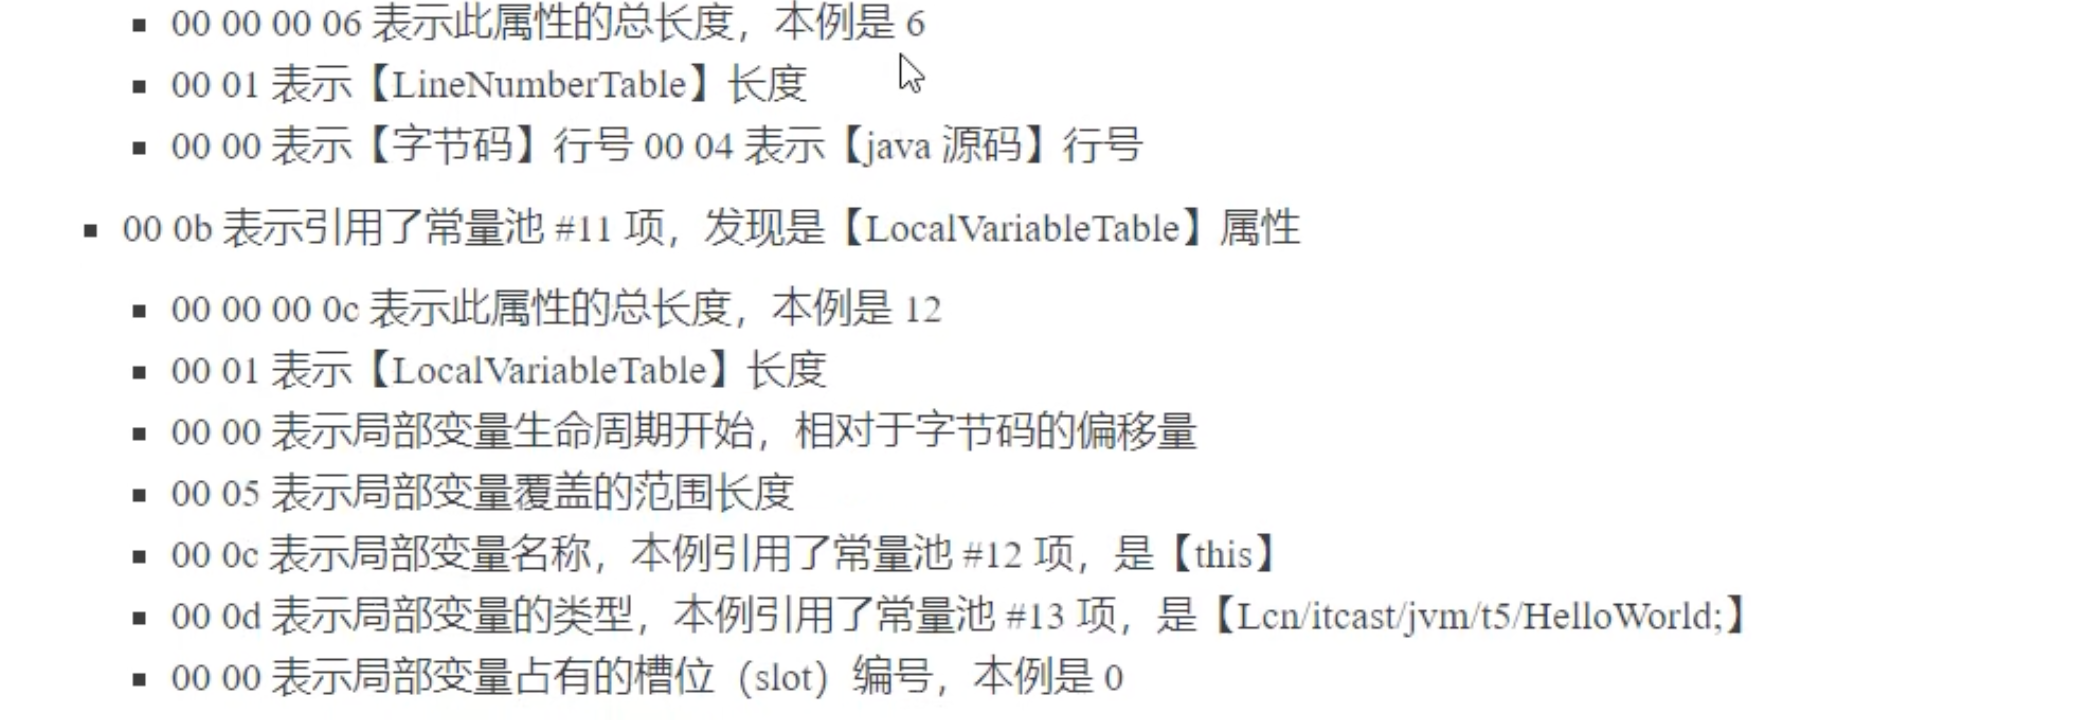 ▪ 00 00 00 06 表示此属性的总长度，本例是 6
▪ 00 01 表示【LineNumberTable】长度
▪ 00 00 表示【字节码】行号 00 04 表示【java 源码】行号
▪ 00 0b 表示引用了常量池 #11 项，发现是【LocalVariableTable】属性
▪ 00 00 00 0c 表示此属性的总长度，本例是 12
▪ 00 01 表示【LocalVariableTable】长度
▪ 00 00 表示局部变量生命周期开始，相对于字节码的偏移量
▪ 00 05 表示局部变量覆盖的范围长度
▪ 00 0c 表示局部变量名称，本例引用了常量池 #12 项，是【this】
▪ 00 0d 表示局部变量的类型，本例引用了常量池 #13 项，是【Lcn/itcast/jvm/t5/HelloWorld;】
▪ 00 00 表示局部变量占有的槽位（slot）编号，本例是 0